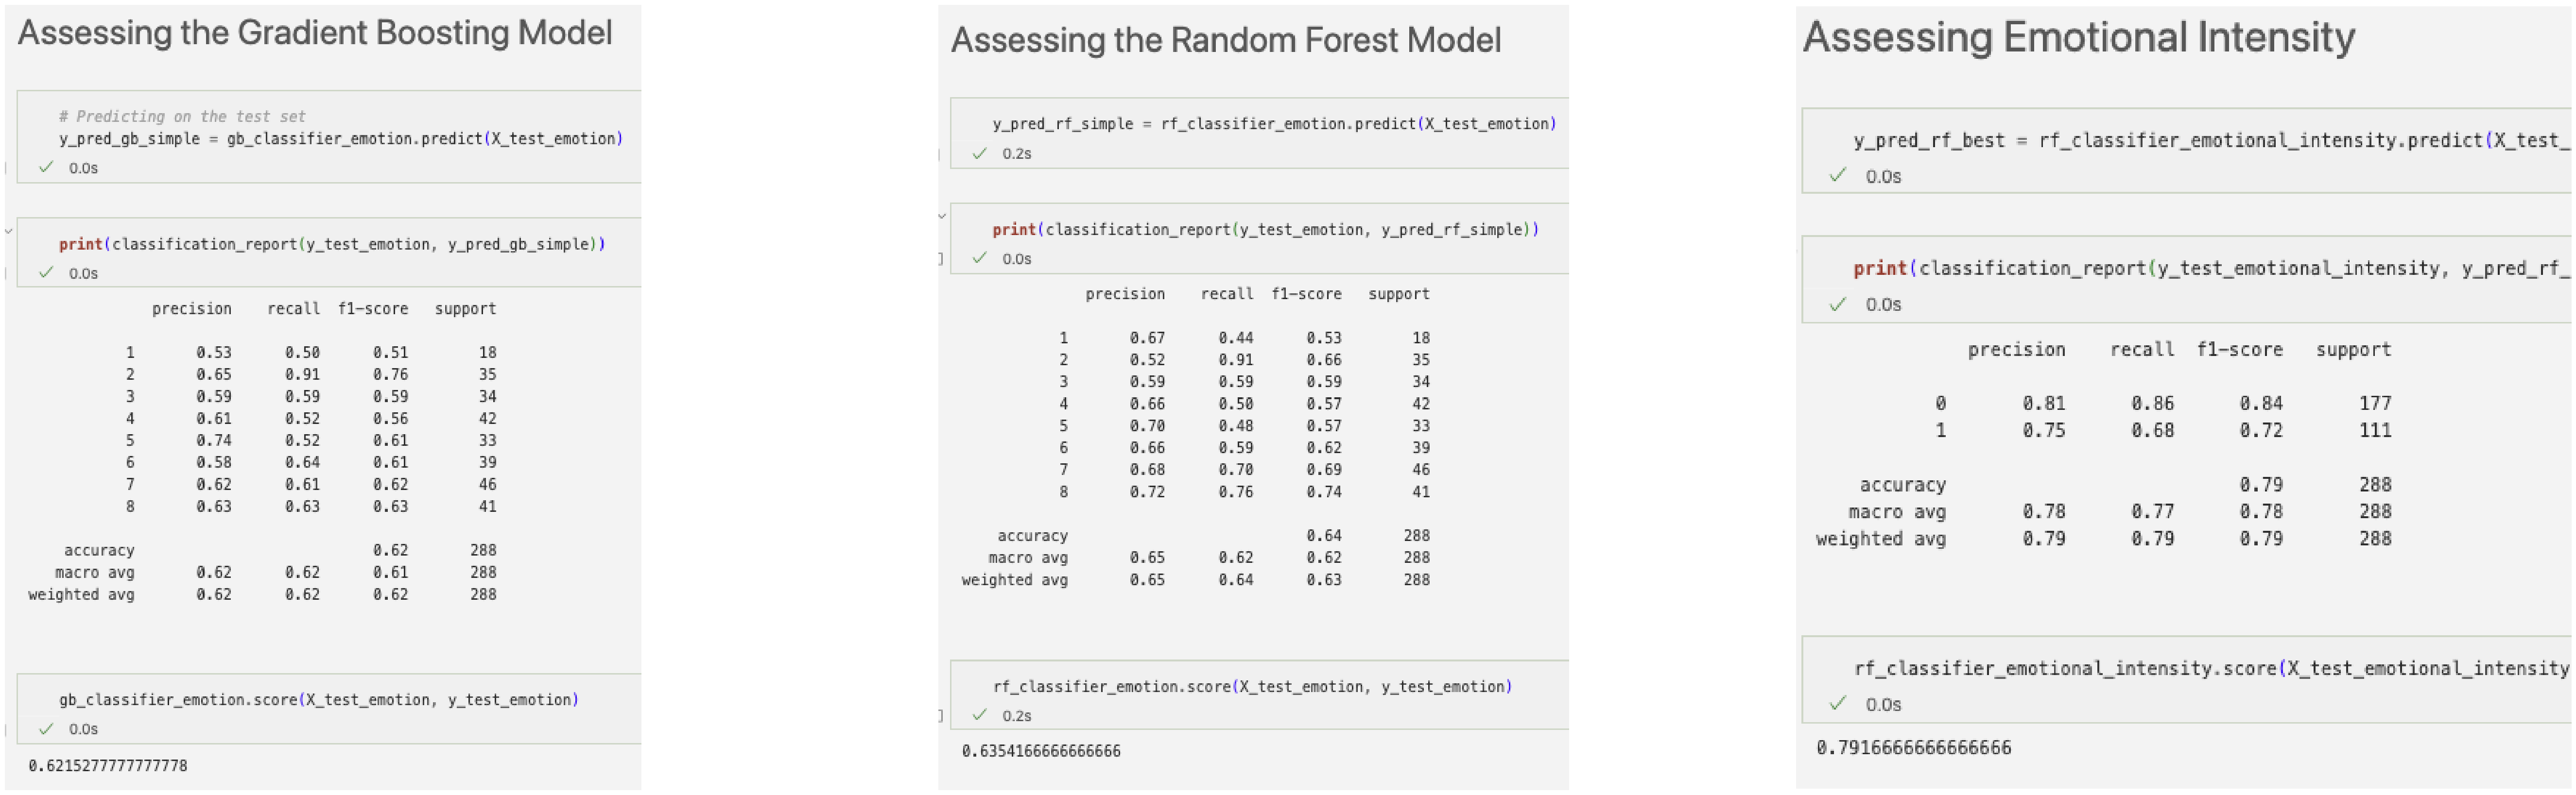 Assessing the Gradient Boosting Model
# Predicting on the test set
y_pred_gb_simple = gb_classifier_emotion.predict(X_test_emotion)
✓ 0.0s
print(classification_report(y_test_emotion, y_pred_gb_simple))
✓ 0.0s
precision recall f1-score support
1 0.53 0.50 0.51 18
2 0.65 0.91 0.76 35
3 0.59 0.59 0.59 34
4 0.61 0.52 0.56 42
5 0.74 0.52 0.61 33
6 0.58 0.64 0.61 39
7 0.62 0.61 0.62 46
8 0.63 0.63 0.63 41
accuracy 0.62 288
macro avg 0.62 0.62 0.61 288
weighted avg 0.62 0.62 0.62 288
gb_classifier_emotion.score(X_test_emotion, y_test_emotion)
✓ 0.0s
0.6215277777777778
Assessing the Random Forest Model
y_pred_rf_simple = rf_classifier_emotion.predict(X_test_emotion)
✓ 0.2s
print(classification_report(y_test_emotion, y_pred_rf_simple))
✓ 0.0s
precision recall f1-score support
1 0.67 0.44 0.53 18
2 0.52 0.91 0.66 35
3 0.59 0.59 0.59 34
4 0.66 0.50 0.57 42
5 0.70 0.48 0.57 33
6 0.66 0.59 0.62 39
7 0.68 0.70 0.69 46
8 0.72 0.76 0.74 41
accuracy 0.64 288
macro avg 0.65 0.62 0.62 288
weighted avg 0.65 0.64 0.63 288
rf_classifier_emotion.score(X_test_emotion, y_test_emotion)
✓ 0.2s
0.6354166666666666
Assessing Emotional Intensity
y_pred_rf_best = rf_classifier_emotional_intensity.predict(X_test_
✓ 0.0s
print(classification_report(y_test_emotional_intensity, y_pred_rf_
✓ 0.0s
precision recall f1-score support
0 0.81 0.86 0.84 177
1 0.75 0.68 0.72 111
accuracy 0.79 288
macro avg 0.78 0.77 0.78 288
weighted avg 0.79 0.79 0.79 288
rf_classifier_emotional_intensity.score(X_test_emotional_intensity
✓ 0.0s
0.7916666666666666